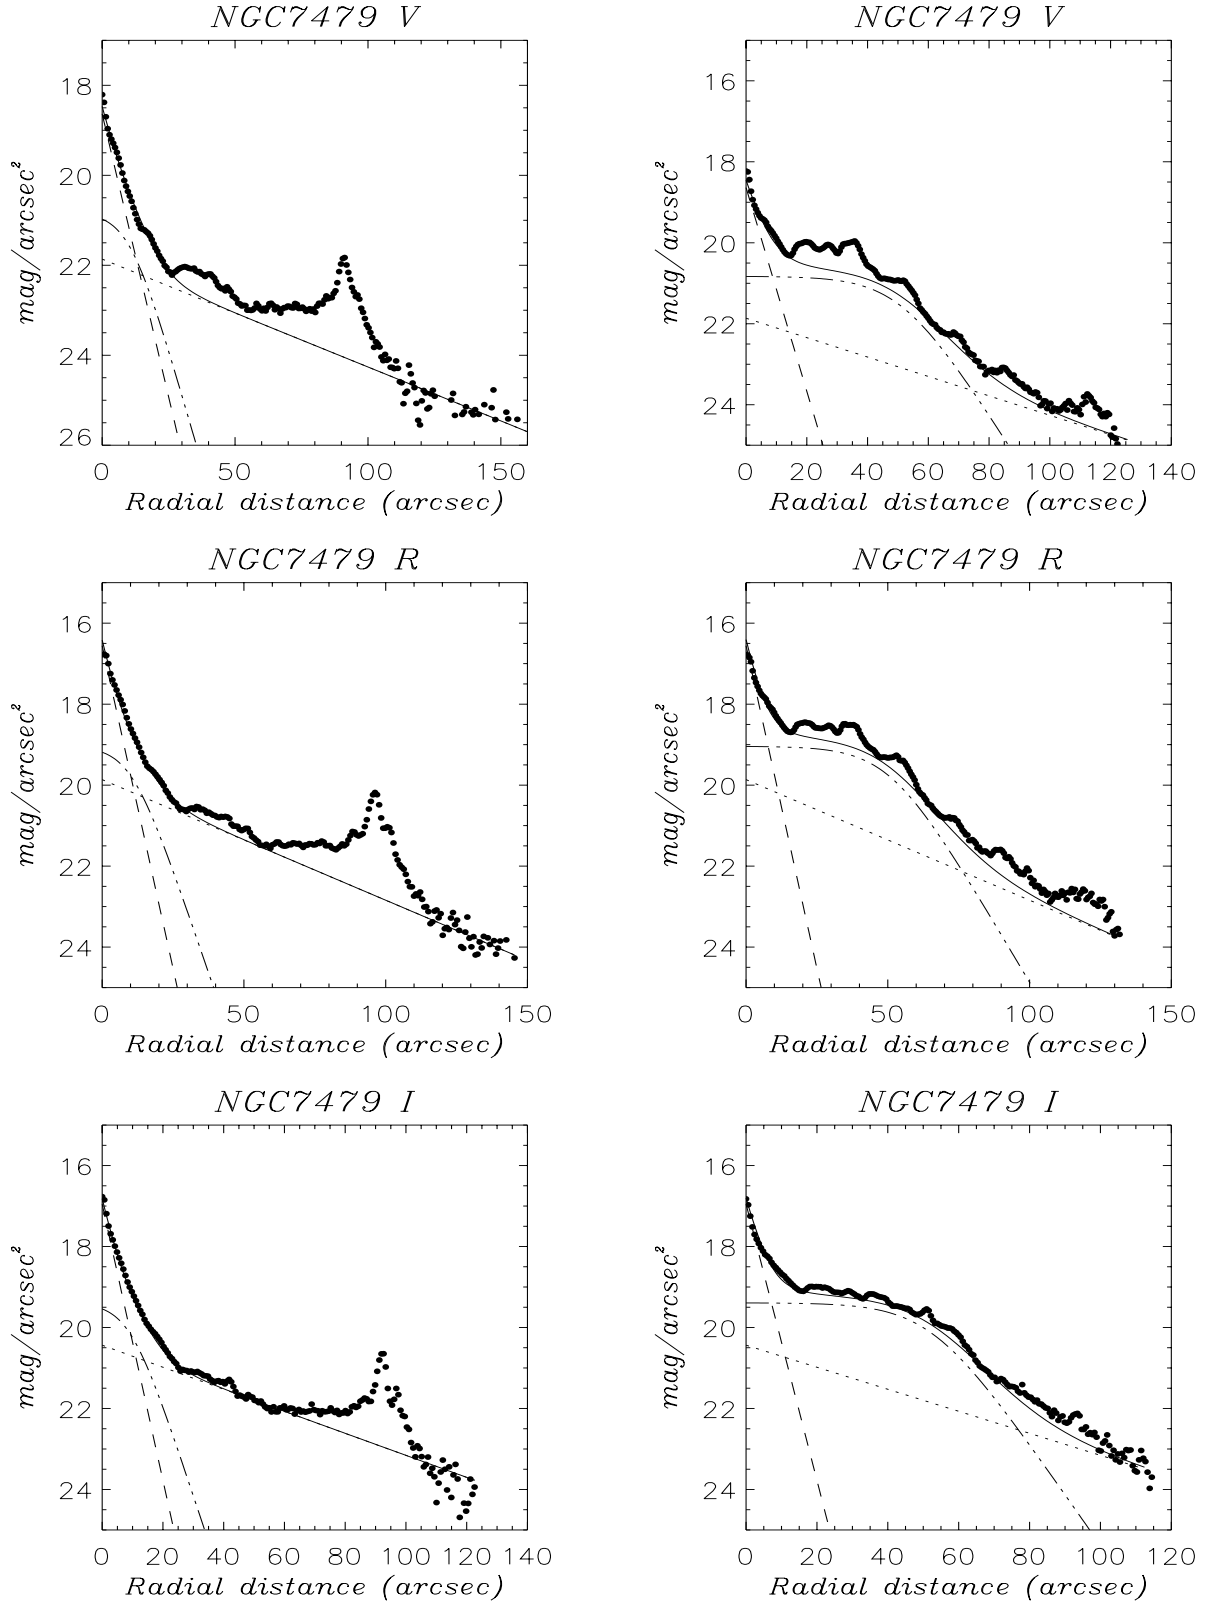 NGC7479 V
mag/arcsec²
18
20
22
24
26
0 50 100 150
Radial distance (arcsec)
NGC7479 V
mag/arcsec²
16
18
20
22
24
0 20 40 60 80 100 120 140
Radial distance (arcsec)
NGC7479 R
mag/arcsec²
16
18
20
22
24
0 50 100 150
Radial distance (arcsec)
NGC7479 R
mag/arcsec²
16
18
20
22
24
0 50 100 150
Radial distance (arcsec)
NGC7479 I
mag/arcsec²
16
18
20
22
24
0 20 40 60 80 100 120 140
Radial distance (arcsec)
NGC7479 I
mag/arcsec²
16
18
20
22
24
0 20 40 60 80 100 120
Radial distance (arcsec)